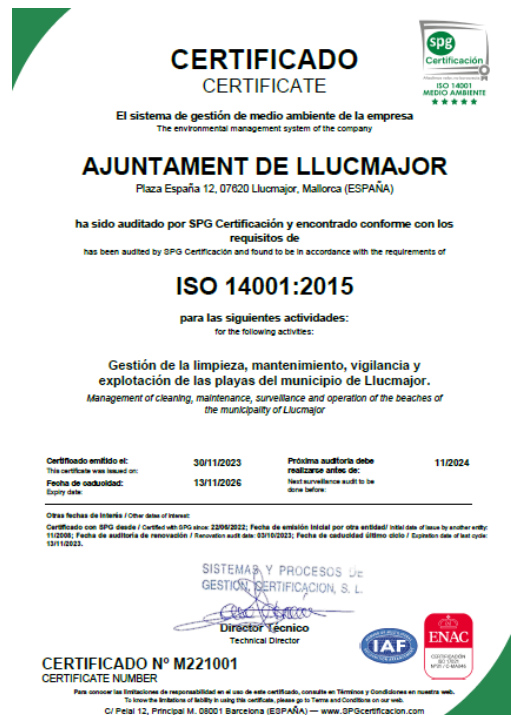 CERTIFICADO
CERTIFICATE
spg
Certificación
ISO 14001
MEDIO AMBIENTE
El sistema de gestión de medio ambiente de la empresa
The environmental management system of the company
AJUNTAMENT DE LLUCMAJOR
Plaza España 12, 07620 Llucmajor, Mallorca (ESPAÑA)
ha sido auditado por SPG Certificación y encontrado conforme con los
requisitos de
has been audited by SPG Certification and found to be in accordance with the requirements of
ISO 14001:2015
para las siguientes actividades:
for the following activities:
Gestión de la limpieza, mantenimiento, vigilancia y
explotación de las playas del municipio de Llucmajor.
Management of cleaning, maintenance, surveillance and operation of the beaches of
the municipality of Llucmajor
Certificado emitido el:
This certificate was issued on:
30/11/2023
Próxima auditoría debe
realizarse antes de:
Next surveillance audit to be
done before:
11/2024
Fecha de caducidad:
Expiry date:
13/11/2026
Otras fechas de interés / Other dates of interest:
Certificado con SPG desde / Certified with SPG since: 22/06/2022; Fecha de emisión inicial por otra entidad/ Initial date of issue by another entity:
11/2008; Fecha de auditoría de renovación / Renovation audit date: 03/10/2023; Fecha de caducidad último ciclo / Expiration date of last cycle:
13/11/2023.
SISTEMAS Y PROCESOS DE
GESTIÓN, CERTIFICACION, S. L.
Director Técnico
Technical Director
IAF
ENAC
CERTIFICACIÓN
CERTIFICADO Nº M221001
CERTIFICATE NUMBER
Para conocer las limitaciones de responsabilidad en el uso de este certificado, consulte en Términos y Condiciones en nuestra web.
To know the limitations of liability in using this certificate, please go to Terms and Conditions on our web.
C/ Pelai 12, Principal M. 08001 Barcelona (ESPAÑA) — www.SPGcertificacion.com